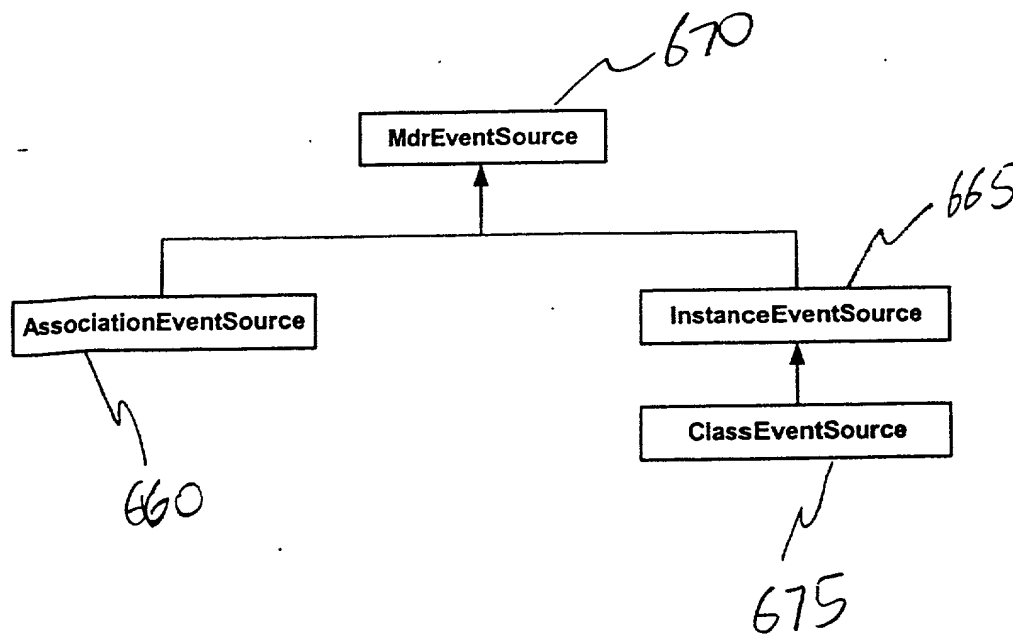 670
MdrEventSource
665
AssociationEventSource
InstanceEventSource
ClassEventSource
660
675